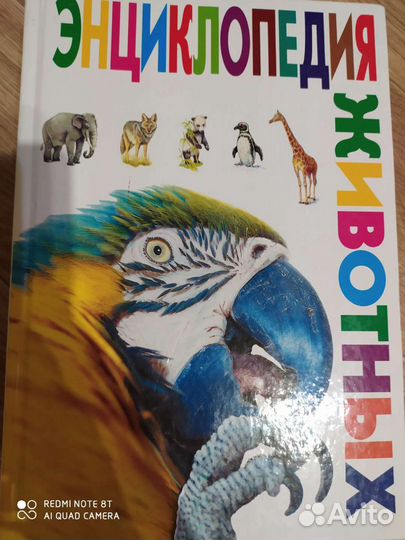 ЭНЦИКЛОПЕДИЯ
ЖИВОТНЫХ
REDMI NOTE 8T
AI QUAD CAMERA
Avito